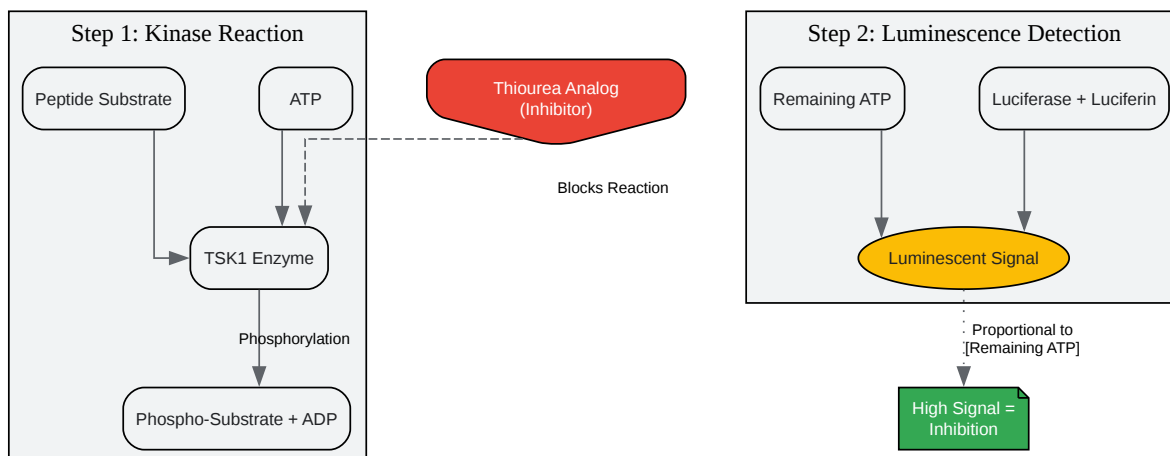 Step 1: Kinase Reaction
Peptide Substrate
ATP
TSK1 Enzyme
Phosphorylation
Phospho-Substrate + ADP
Thiourea Analog
(Inhibitor)
Blocks Reaction
Step 2: Luminescence Detection
Remaining ATP
Luciferase + Luciferin
Luminescent Signal
Proportional to
[Remaining ATP]
High Signal =
Inhibition